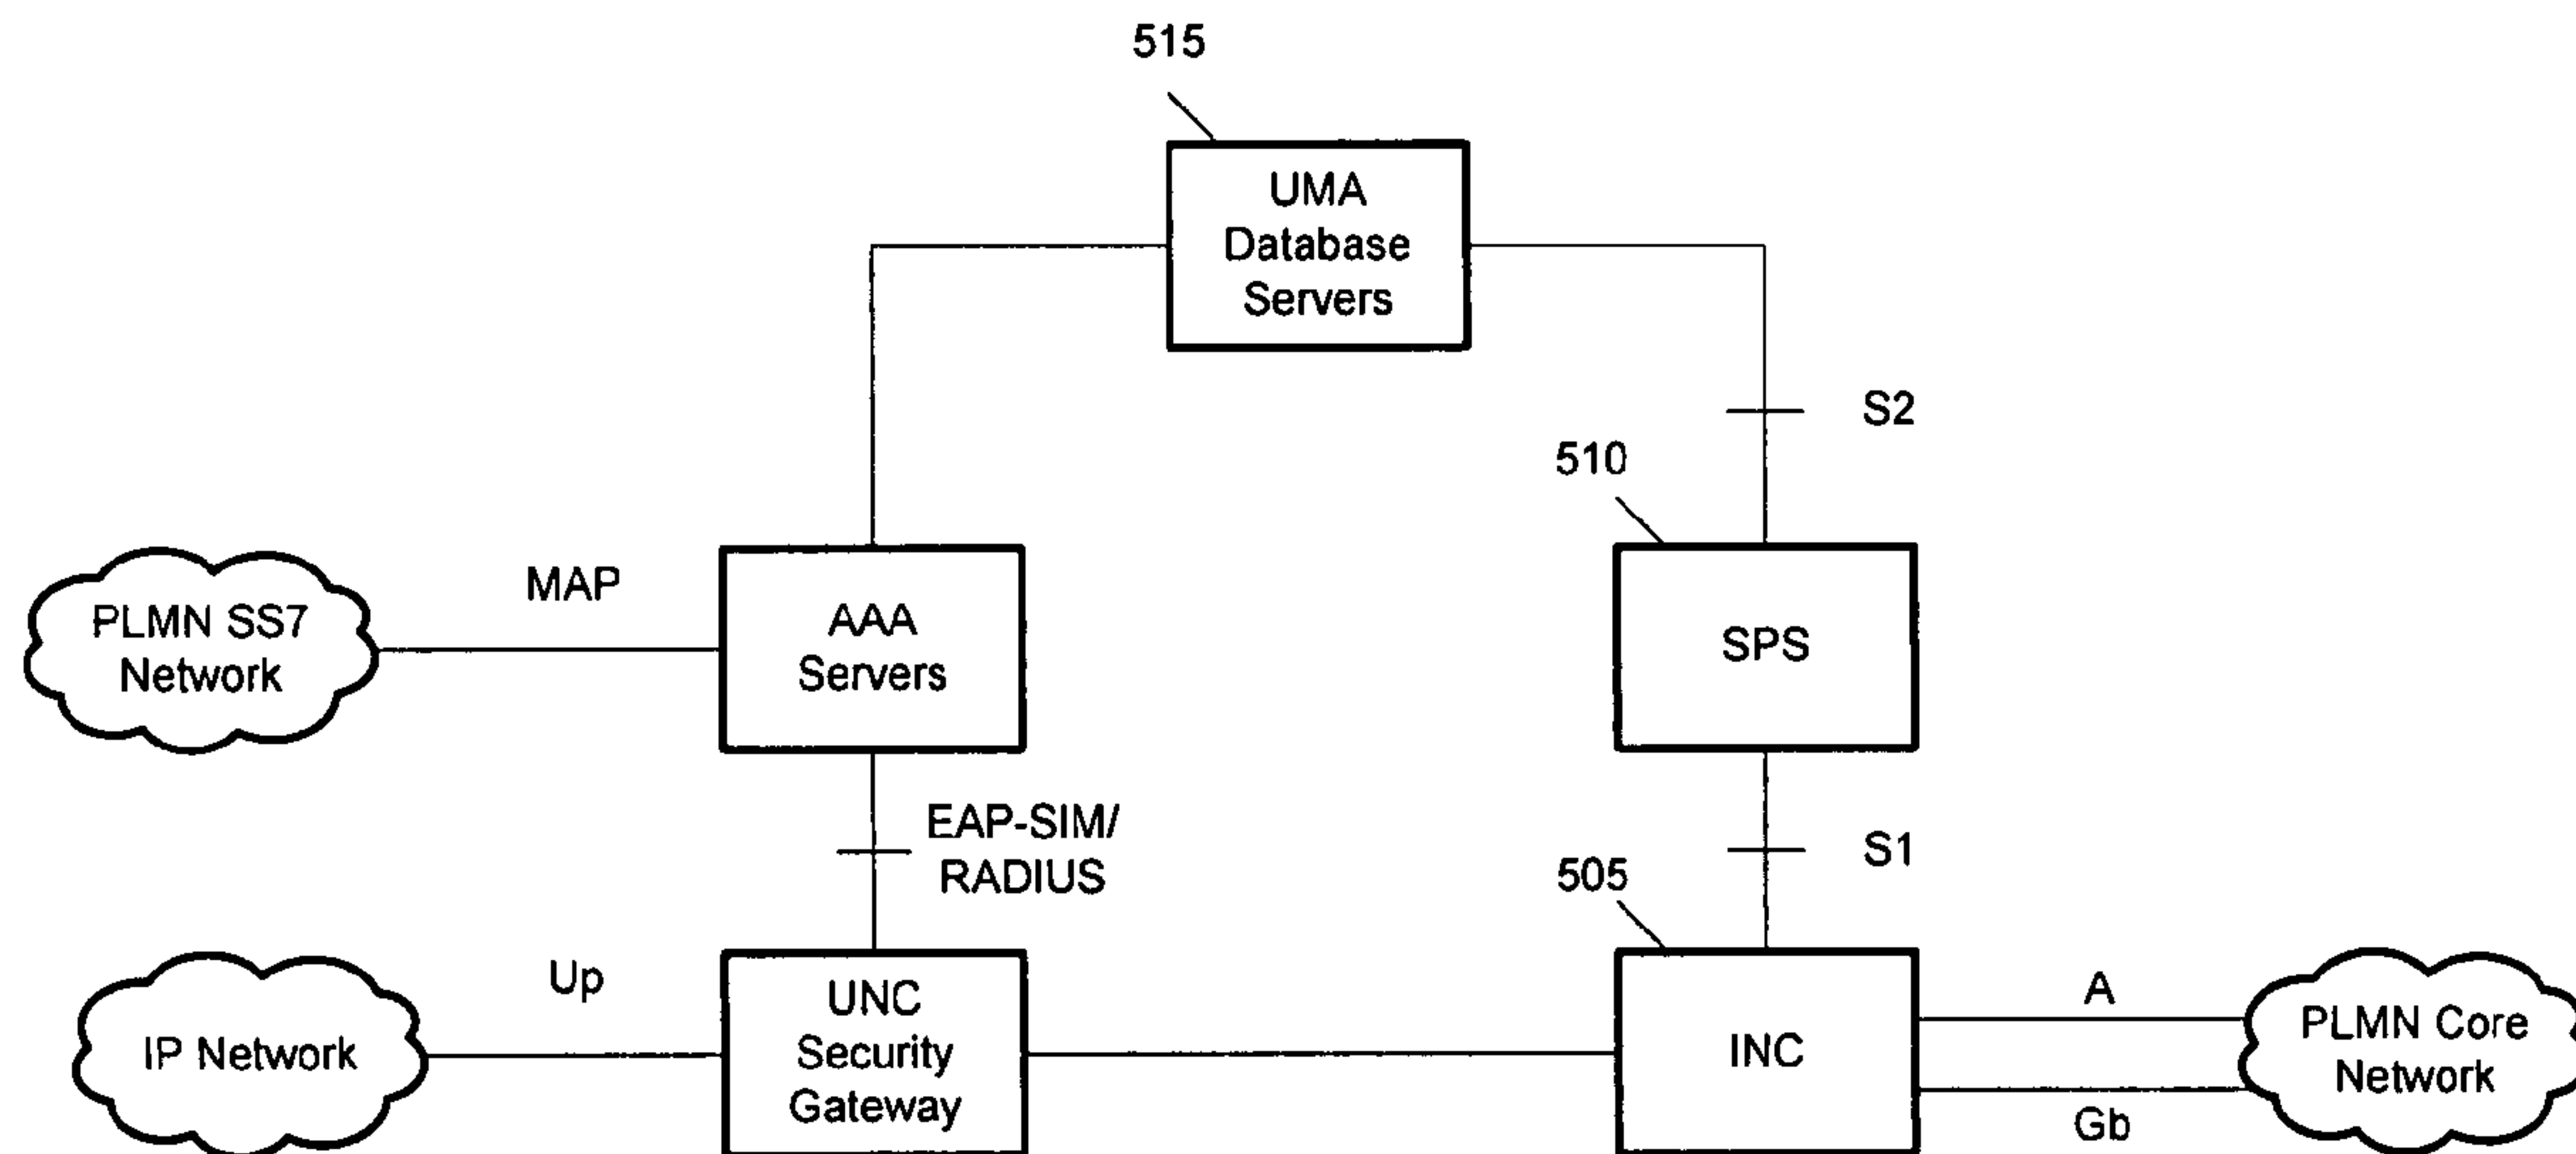 515
UMA
Database
Servers
S2
510
PLMN SS7
Network
MAP
AAA
Servers
SPS
EAP-SIM/
RADIUS
S1
505
IP Network
Up
UNC
Security
Gateway
INC
A
Gb
PLMN Core
Network